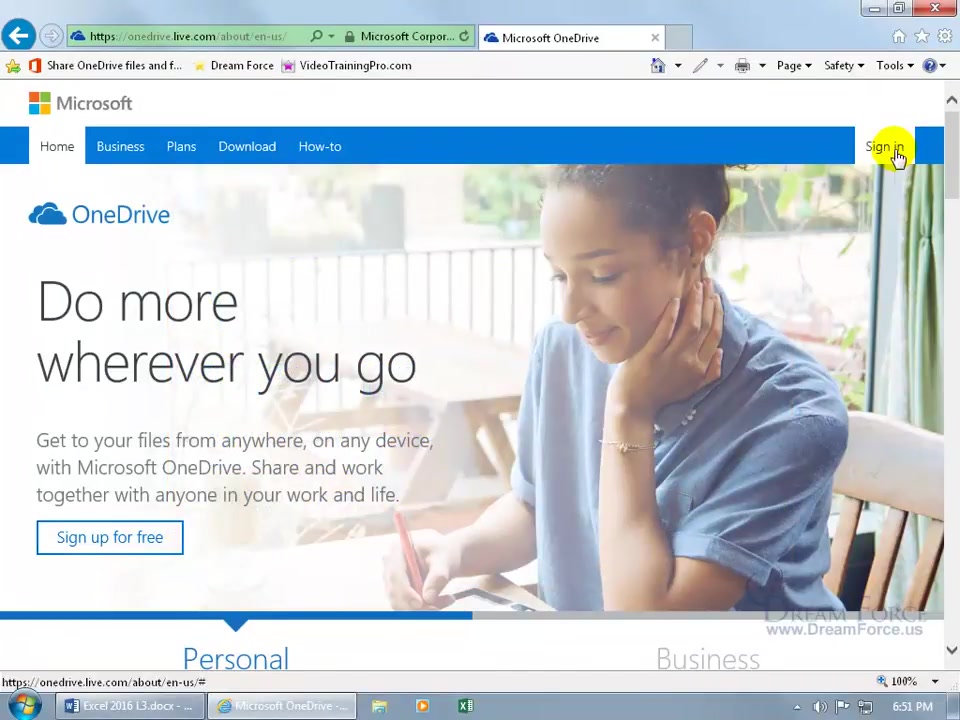 https://onedrive.live.com/about/en-us/
Microsoft Corpor...
Microsoft OneDrive
Share OneDrive files and f...
Dream Force
VideoTrainingPro.com
Page
Safety
Tools
Microsoft
Home
Business
Plans
Download
How-to
Sign in
OneDrive
Do more
wherever you go
Get to your files from anywhere, on any device,
with Microsoft OneDrive. Share and work
together with anyone in your work and life.
Sign up for free
DREAM FORCE
www.DreamForce.us
Personal
Business
https://onedrive.live.com/about/en-us/#
100%
Excel 2016 L3.docx - ...
Microsoft OneDrive - ...
6:51 PM